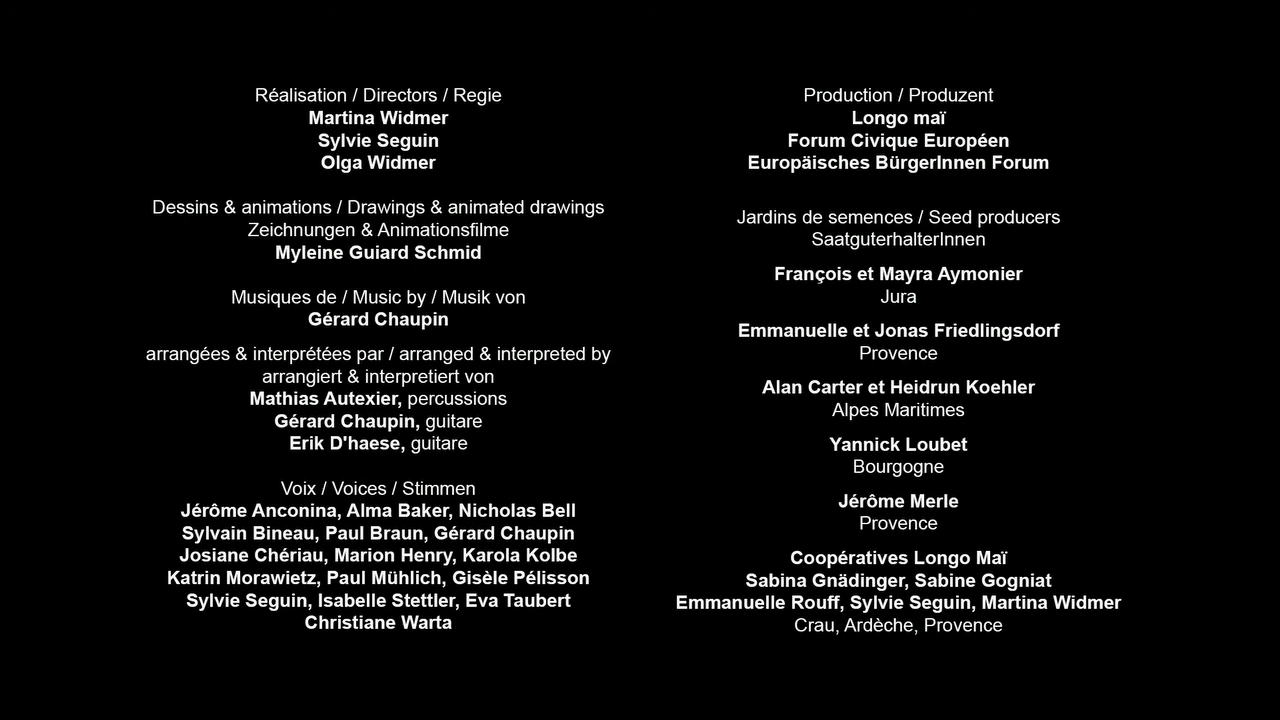 Réalisation / Directors / Regie
Martina Widmer
Sylvie Seguin
Olga Widmer
Dessins & animations / Drawings & animated drawings
Zeichnungen & Animationsfilme
Myleine Guiard Schmid
Musiques de / Music by / Musik von
Gérard Chaupin
arrangées & interprétées par / arranged & interpreted by
arrangiert & interpretiert von
Mathias Autexier, percussions
Gérard Chaupin, guitare
Erik D'haese, guitare
Voix / Voices / Stimmen
Jérôme Anconina, Alma Baker, Nicholas Bell
Sylvain Bineau, Paul Braun, Gérard Chaupin
Josiane Chériau, Marion Henry, Karola Kolbe
Katrin Morawietz, Paul Mühlich, Gisèle Pélisson
Sylvie Seguin, Isabelle Stettler, Eva Taubert
Christiane Warta
Production / Produzent
Longo maï
Forum Civique Européen
Europäisches BürgerInnen Forum
Jardins de semences / Seed producers
SaatguterhalterInnen
François et Mayra Aymonier
Jura
Emmanuelle et Jonas Friedlingsdorf
Provence
Alan Carter et Heidrun Koehler
Alpes Maritimes
Yannick Loubet
Bourgogne
Jérôme Merle
Provence
Coopératives Longo Maï
Sabina Gnädinger, Sabine Gogniat
Emmanuelle Rouff, Sylvie Seguin, Martina Widmer
Crau, Ardèche, Provence